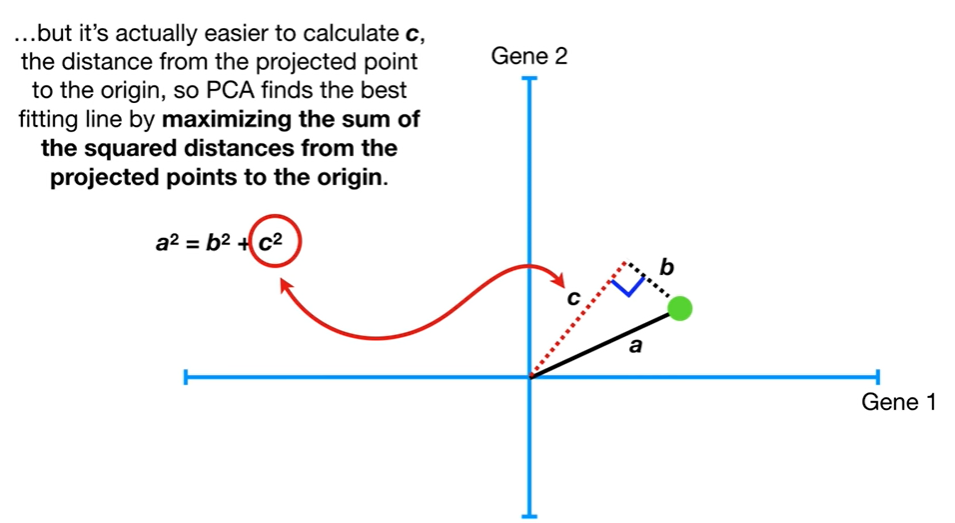 ...but it's actually easier to calculate c,
the distance from the projected point
to the origin, so PCA finds the best
fitting line by maximizing the sum of
the squared distances from the
projected points to the origin.
a² = b² + c²
Gene 2
b
c
a
Gene 1